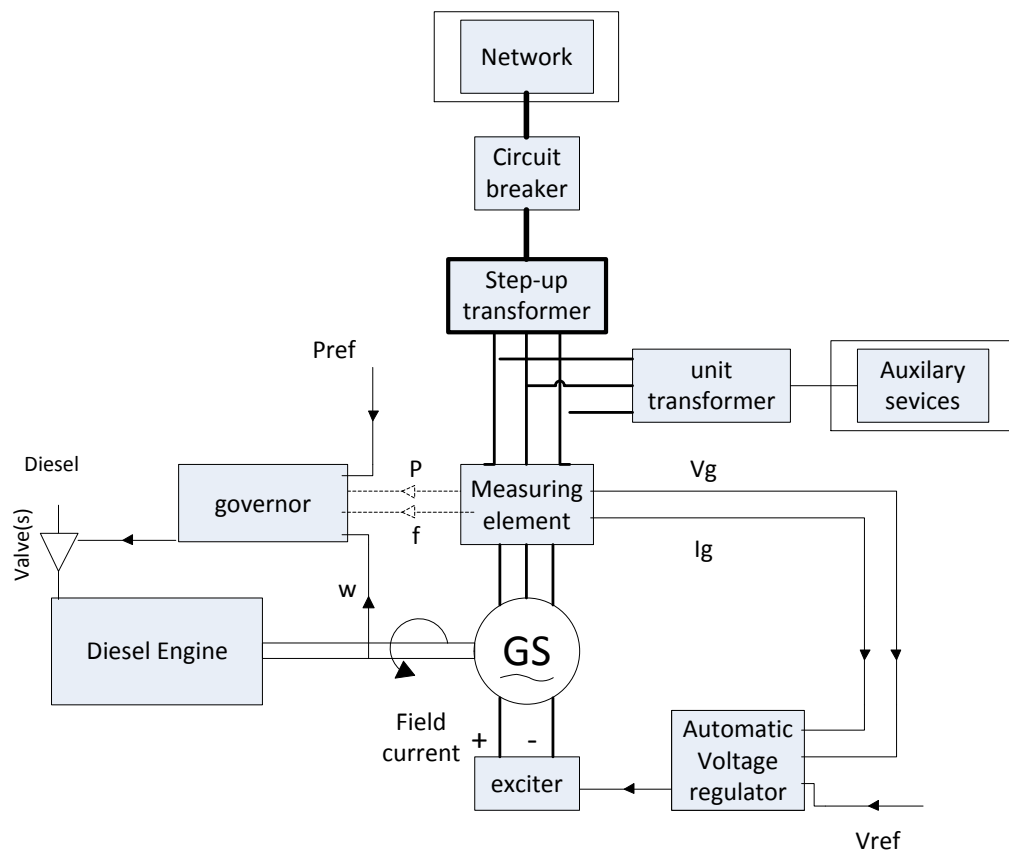 Network
Circuit
breaker
Step-up
transformer
Pref
unit
transformer
Auxilary
sevices
Diesel
Valve(s)
governor
P
f
Measuring
element
Vg
Ig
w
Diesel Engine
GS
Field
current
+ -
exciter
Automatic
Voltage
regulator
Vref